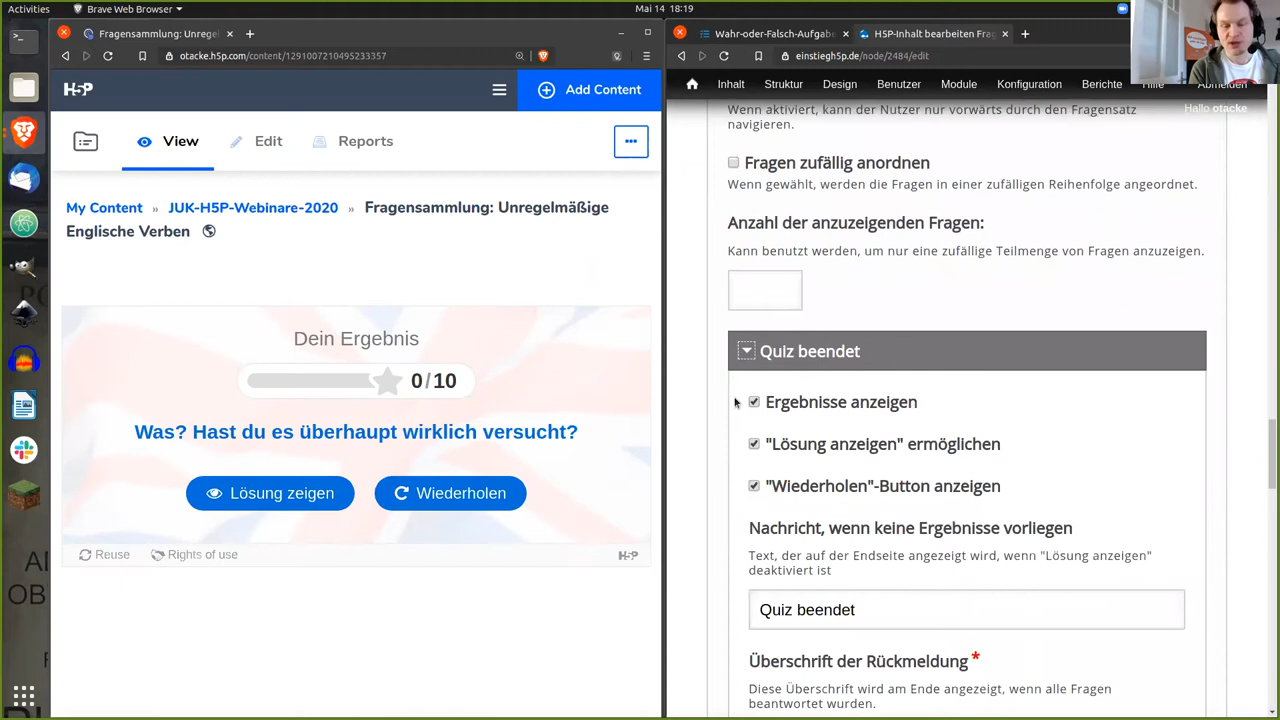 Activities
Brave Web Browser
Mai 14 18:19
Fragensammlung: Unregel
otacke.h5p.com/content/1291007210495233357
H5P
Add Content
View
Edit
Reports
My Content » JUK-H5P-Webinare-2020 » Fragensammlung: Unregelmäßige
Englische Verben
Dein Ergebnis
0/10
Was? Hast du es überhaupt wirklich versucht?
Lösung zeigen
Wiederholen
Reuse
Rights of use
H5P
Wahr-oder-Falsch-Aufgab
H5P-Inhalt bearbeiten Frag
einstiegh5p.de/node/2484/edit
Inhalt
Struktur
Design
Benutzer
Module
Konfiguration
Berichte
Hilfe
Abmelden
Hallo otacke
Wenn aktiviert, kann der Nutzer nur vorwärts durch den Fragensatz
navigieren.
Fragen zufällig anordnen
Wenn gewählt, werden die Fragen in einer zufälligen Reihenfolge angeordnet.
Anzahl der anzuzeigenden Fragen:
Kann benutzt werden, um nur eine zufällige Teilmenge von Fragen anzuzeigen.
Quiz beendet
Ergebnisse anzeigen
"Lösung anzeigen" ermöglichen
"Wiederholen"-Button anzeigen
Nachricht, wenn keine Ergebnisse vorliegen
Text, der auf der Endseite angezeigt wird, wenn "Lösung anzeigen"
deaktiviert ist
Quiz beendet
Überschrift der Rückmeldung *
Diese Überschrift wird am Ende angezeigt, wenn alle Fragen
beantwortet wurden.